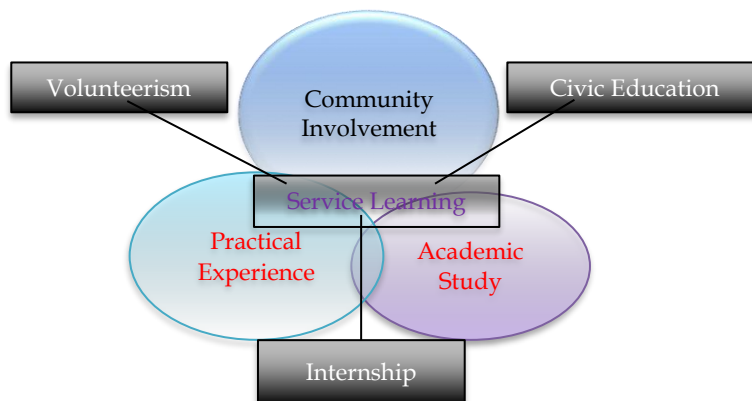 Volunteerism
Civic Education
Community
Involvement
Service Learning
Practical
Experience
Academic
Study
Internship